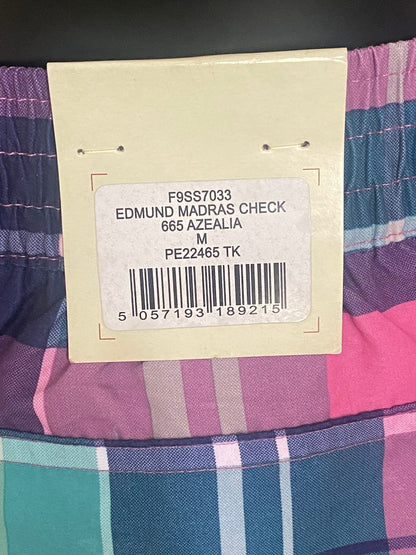 F9SS7033
EDMUND MADRAS CHECK
665 AZEALIA
M
PE22465 TK
5 057193 189215